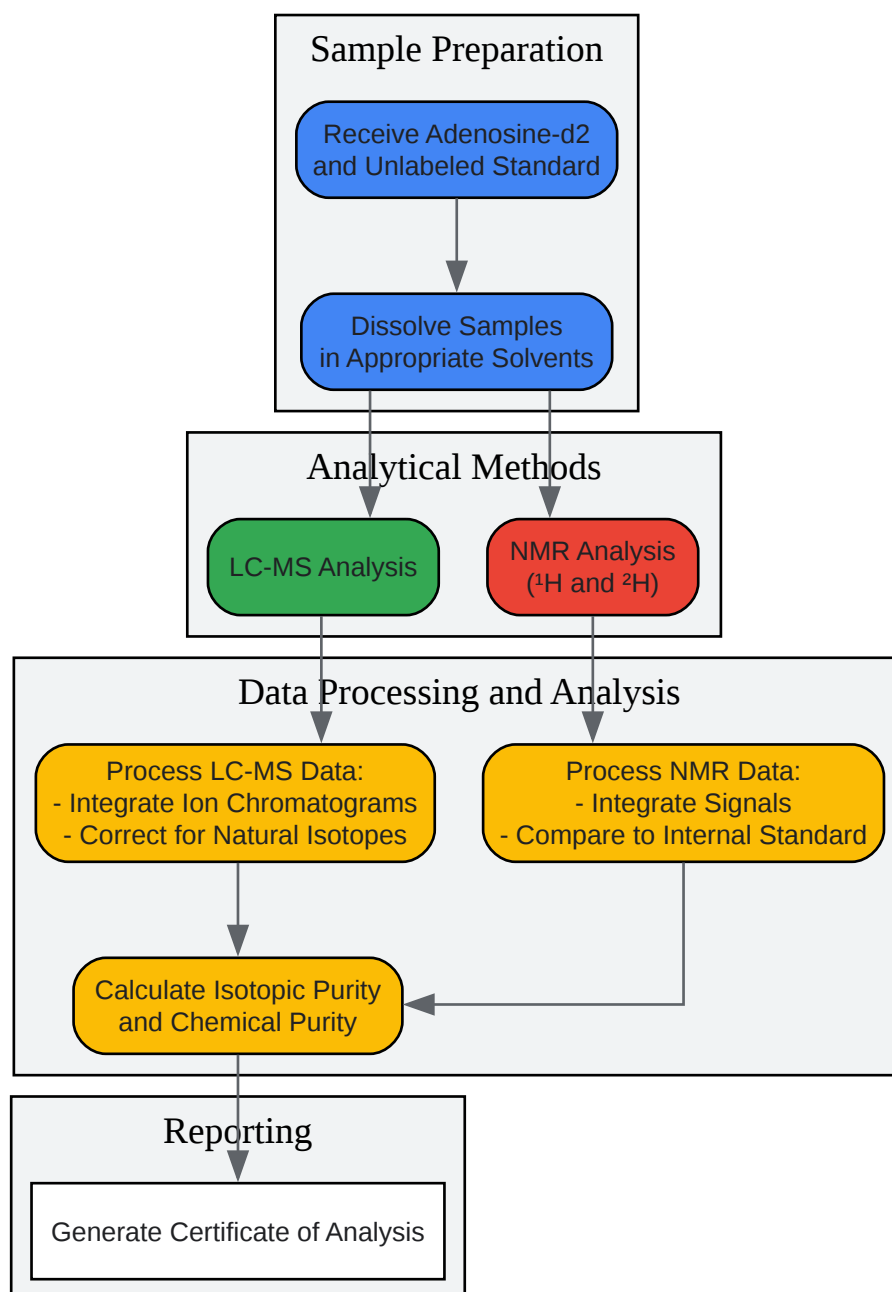 Sample Preparation
Receive Adenosine-d2
and Unlabeled Standard
Dissolve Samples
in Appropriate Solvents
Analytical Methods
LC-MS Analysis
NMR Analysis
(¹H and ²H)
Data Processing and Analysis
Process LC-MS Data:
- Integrate Ion Chromatograms
- Correct for Natural Isotopes
Process NMR Data:
- Integrate Signals
- Compare to Internal Standard
Calculate Isotopic Purity
and Chemical Purity
Reporting
Generate Certificate of Analysis